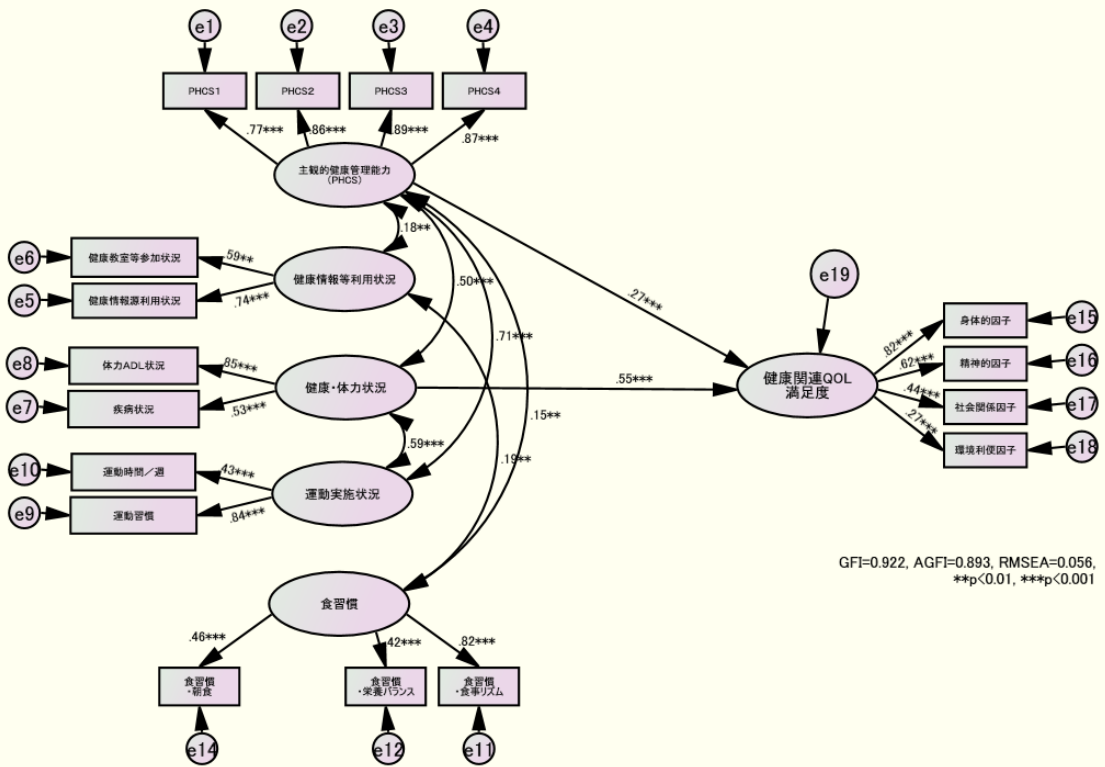 e1
e2
e3
e4
PHCS1
PHCS2
PHCS3
PHCS4
.77***
.86***
.89***
.87***
主観的健康管理能力
(PHCS)
.18**
e6
健康教室等参加状況
.59**
健康情報等利用状況
e5
健康情報源利用状況
.74***
.50***
.27***
e19
.71***
e8
体力ADL状況
.85***
健康・体力状況
e7
疾病状況
.53***
.55***
健康関連QOL
満足度
.82***
身体的因子
e15
.62***
精神的因子
e16
.44***
社会関係因子
e17
.27***
環境利便因子
e18
.15**
.59***
.19**
e10
運動時間/週
.43***
運動実施状況
e9
運動習慣
.84***
GFI=0.922, AGFI=0.893, RMSEA=0.056,
**p<0.01, ***p<0.001
食習慣
.46***
.42***
.82***
食習慣
・朝食
食習慣
・栄養バランス
食習慣
・食事リズム
e14
e12
e11